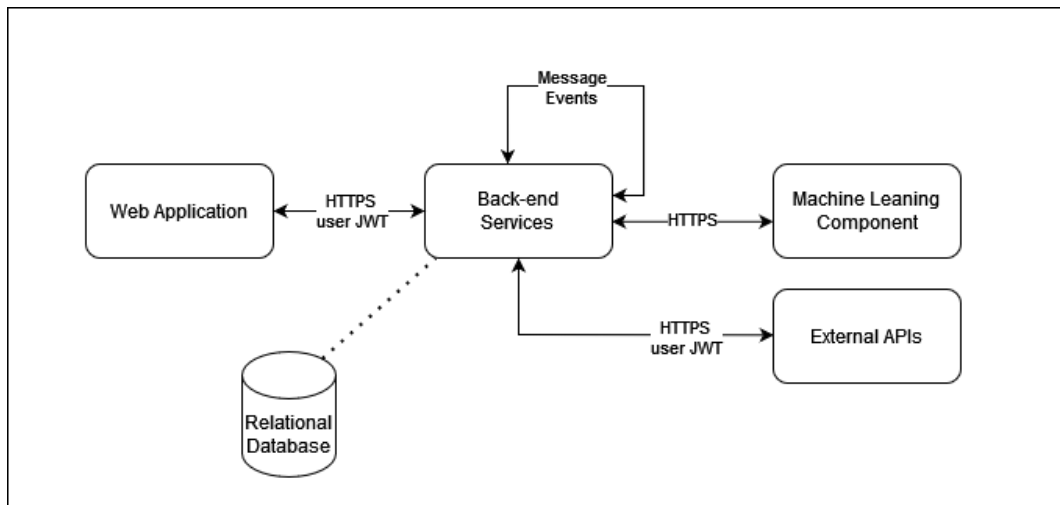 Message
Events
Web Application
HTTPS
user JWT
Back-end
Services
HTTPS
Machine Leaning
Component
HTTPS
user JWT
External APIs
Relational
Database